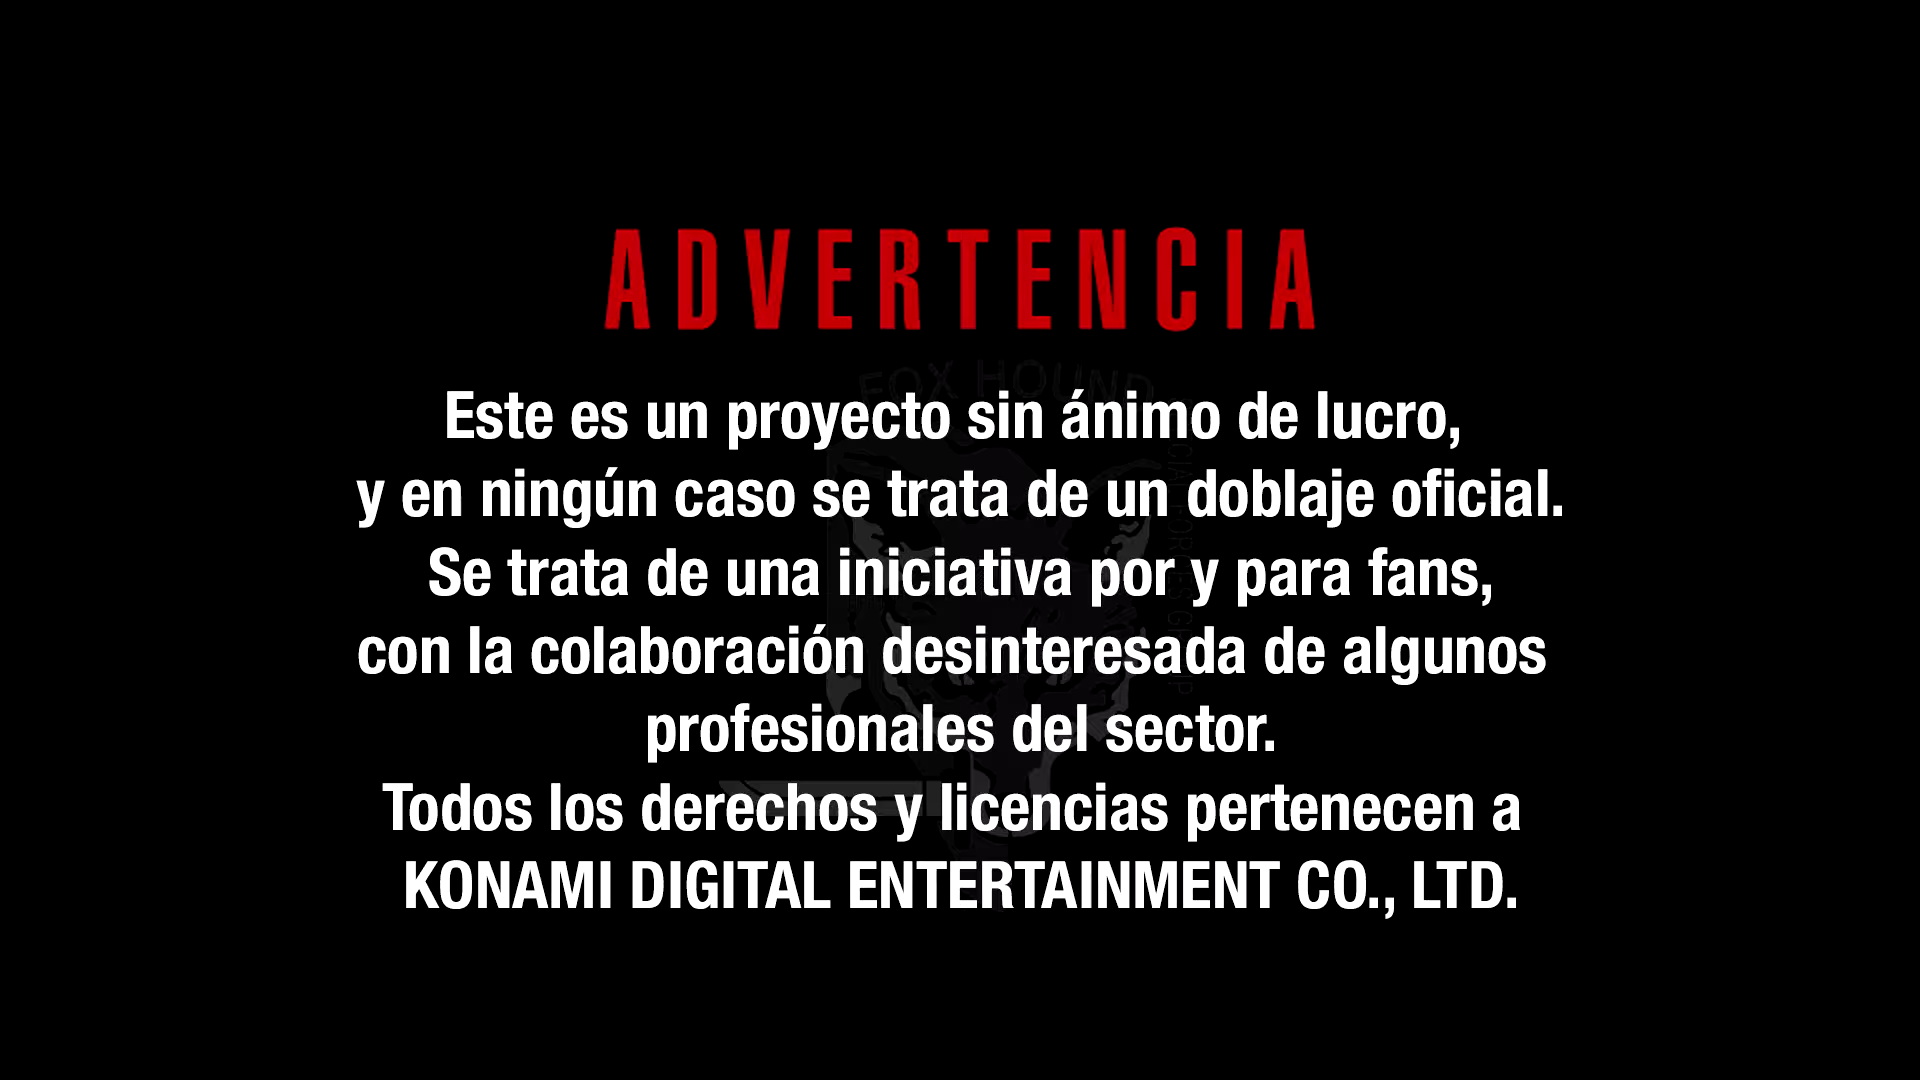 ADVERTENCIA
FOX HOUND
Este es un proyecto sin ánimo de lucro,
y en ningún caso se trata de un doblaje oficial.
Se trata de una iniciativa por y para fans,
con la colaboración desinteresada de algunos
profesionales del sector.
Todos los derechos y licencias pertenecen a
KONAMI DIGITAL ENTERTAINMENT CO., LTD.